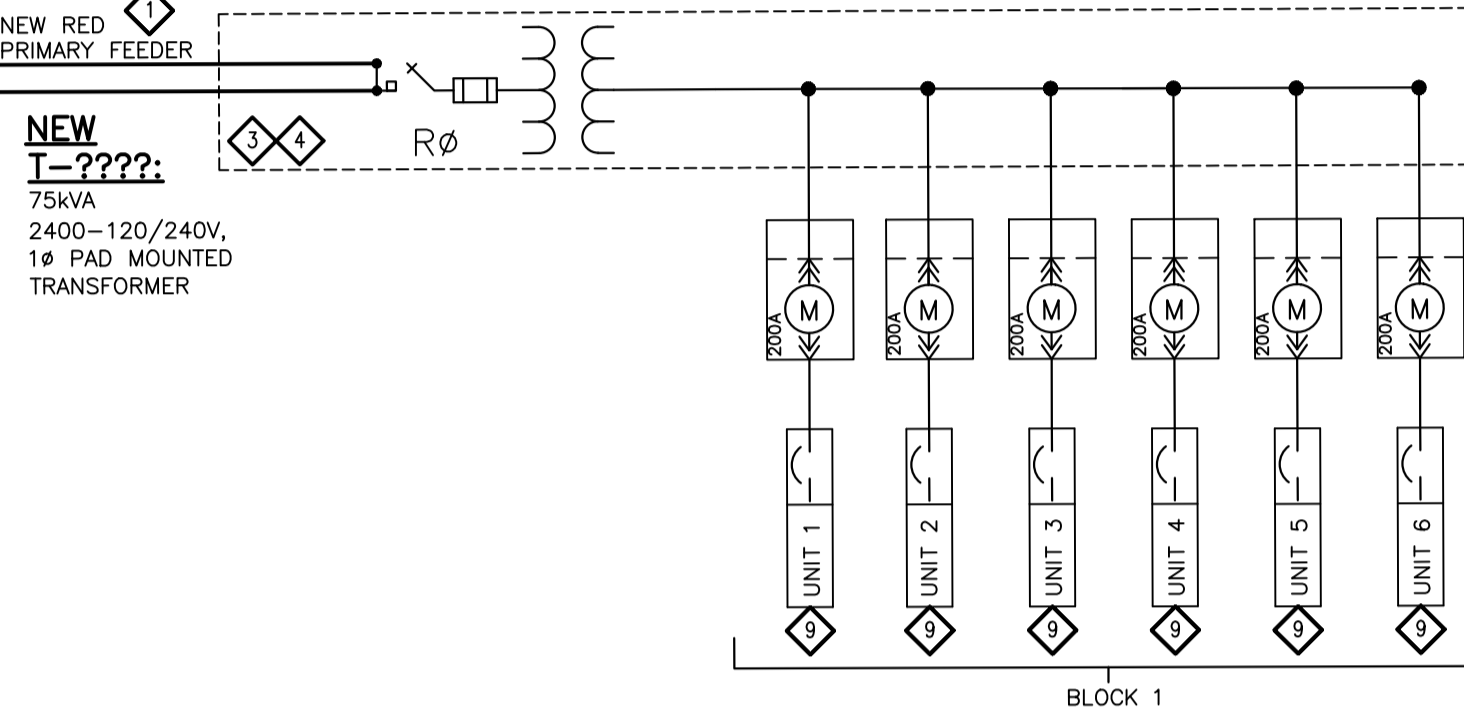 1
NEW RED
PRIMARY FEEDER
NEW
T-????:
75kVA
2400-120/240V,
1ø PAD MOUNTED
TRANSFORMER
3 4
RØ
M M M M M M
200A 200A 200A 200A 200A 200A
UNIT 1 UNIT 2 UNIT 3 UNIT 4 UNIT 5 UNIT 6
9 9 9 9 9 9
BLOCK 1